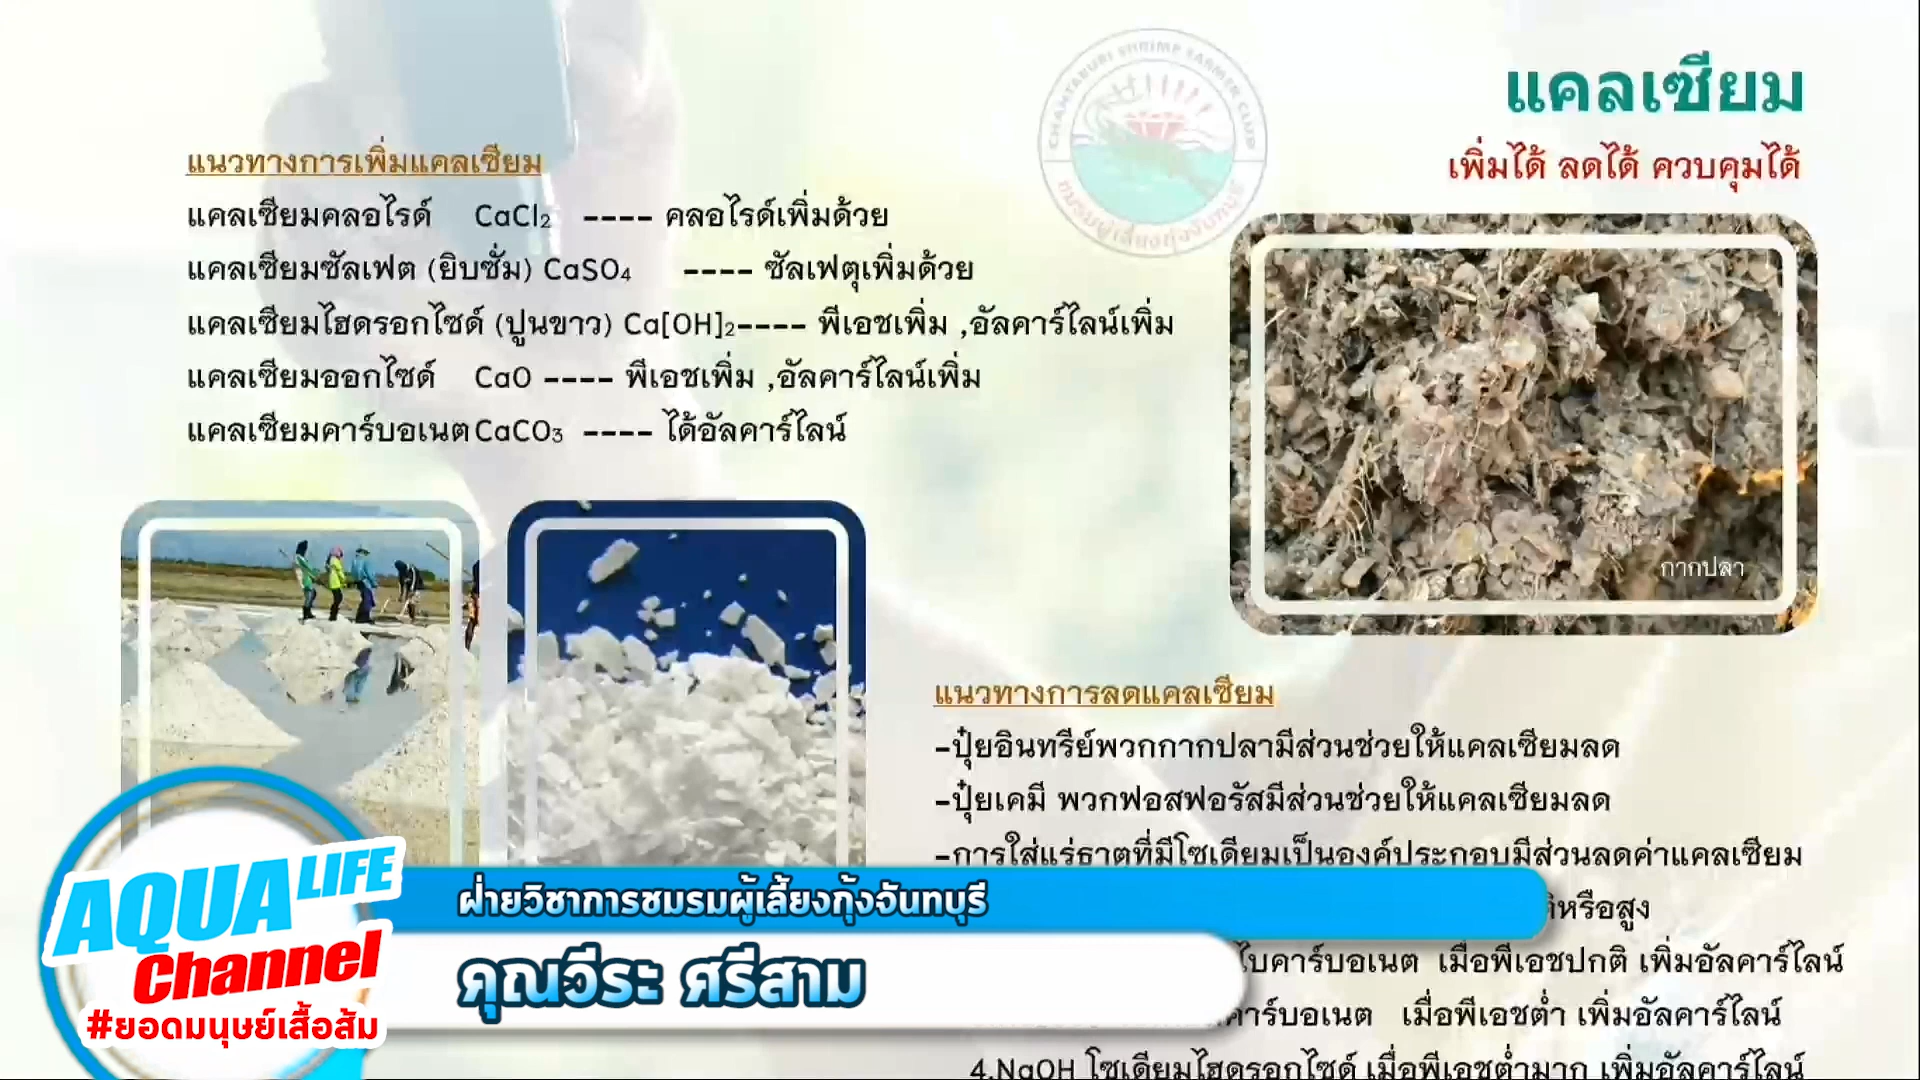 CHANTABURI SHRIMP FARMER CLUB
ชมรมผู้เลี้ยงกุ้งจันทบุรี
แคลเซียม
เพิ่มได้ ลดได้ ควบคุมได้
แนวทางการเพิ่มแคลเซียม
แคลเซียมคลอไรด์ CaCl₂ ---- คลอไรด์เพิ่มด้วย
แคลเซียมซัลเฟต (ยิบซั่ม) CaSO₄ ---- ซัลเฟตุเพิ่มด้วย
แคลเซียมไฮดรอกไซด์ (ปูนขาว) Ca[OH]₂---- พีเอชเพิ่ม ,อัลคาร์ไลน์เพิ่ม
แคลเซียมออกไซด์ CaO ---- พีเอชเพิ่ม ,อัลคาร์ไลน์เพิ่ม
แคลเซียมคาร์บอเนต CaCO₃ ---- ได้อัลคาร์ไลน์
กากปลา
แนวทางการลดแคลเซียม
-ปุ๋ยอินทรีย์พวกกากปลามีส่วนช่วยให้แคลเซียมลด
-ปุ๋ยเคมี พวกฟอสฟอรัสมีส่วนช่วยให้แคลเซียมลด
-การใส่แร่ธาตุที่มีโซเดียมเป็นองค์ประกอบมีส่วนลดค่าแคลเซียม
หรือสูง
ไบคาร์บอเนต เมื่อพีเอชปกติ เพิ่มอัลคาร์ไลน์
คาร์บอเนต เมื่อพีเอชต่ำ เพิ่มอัลคาร์ไลน์
4.NaOH โซเดียมไฮดรอกไซด์ เมื่อพีเอชต่ำมาก เพิ่มอัลคาร์ไลน์
ฝ่ายวิชาการชมรมผู้เลี้ยงกุ้งจันทบุรี
คุณวีระ ศรีสาม
AQUA LIFE
Channel
#ยอดมนุษย์เสื้อส้ม